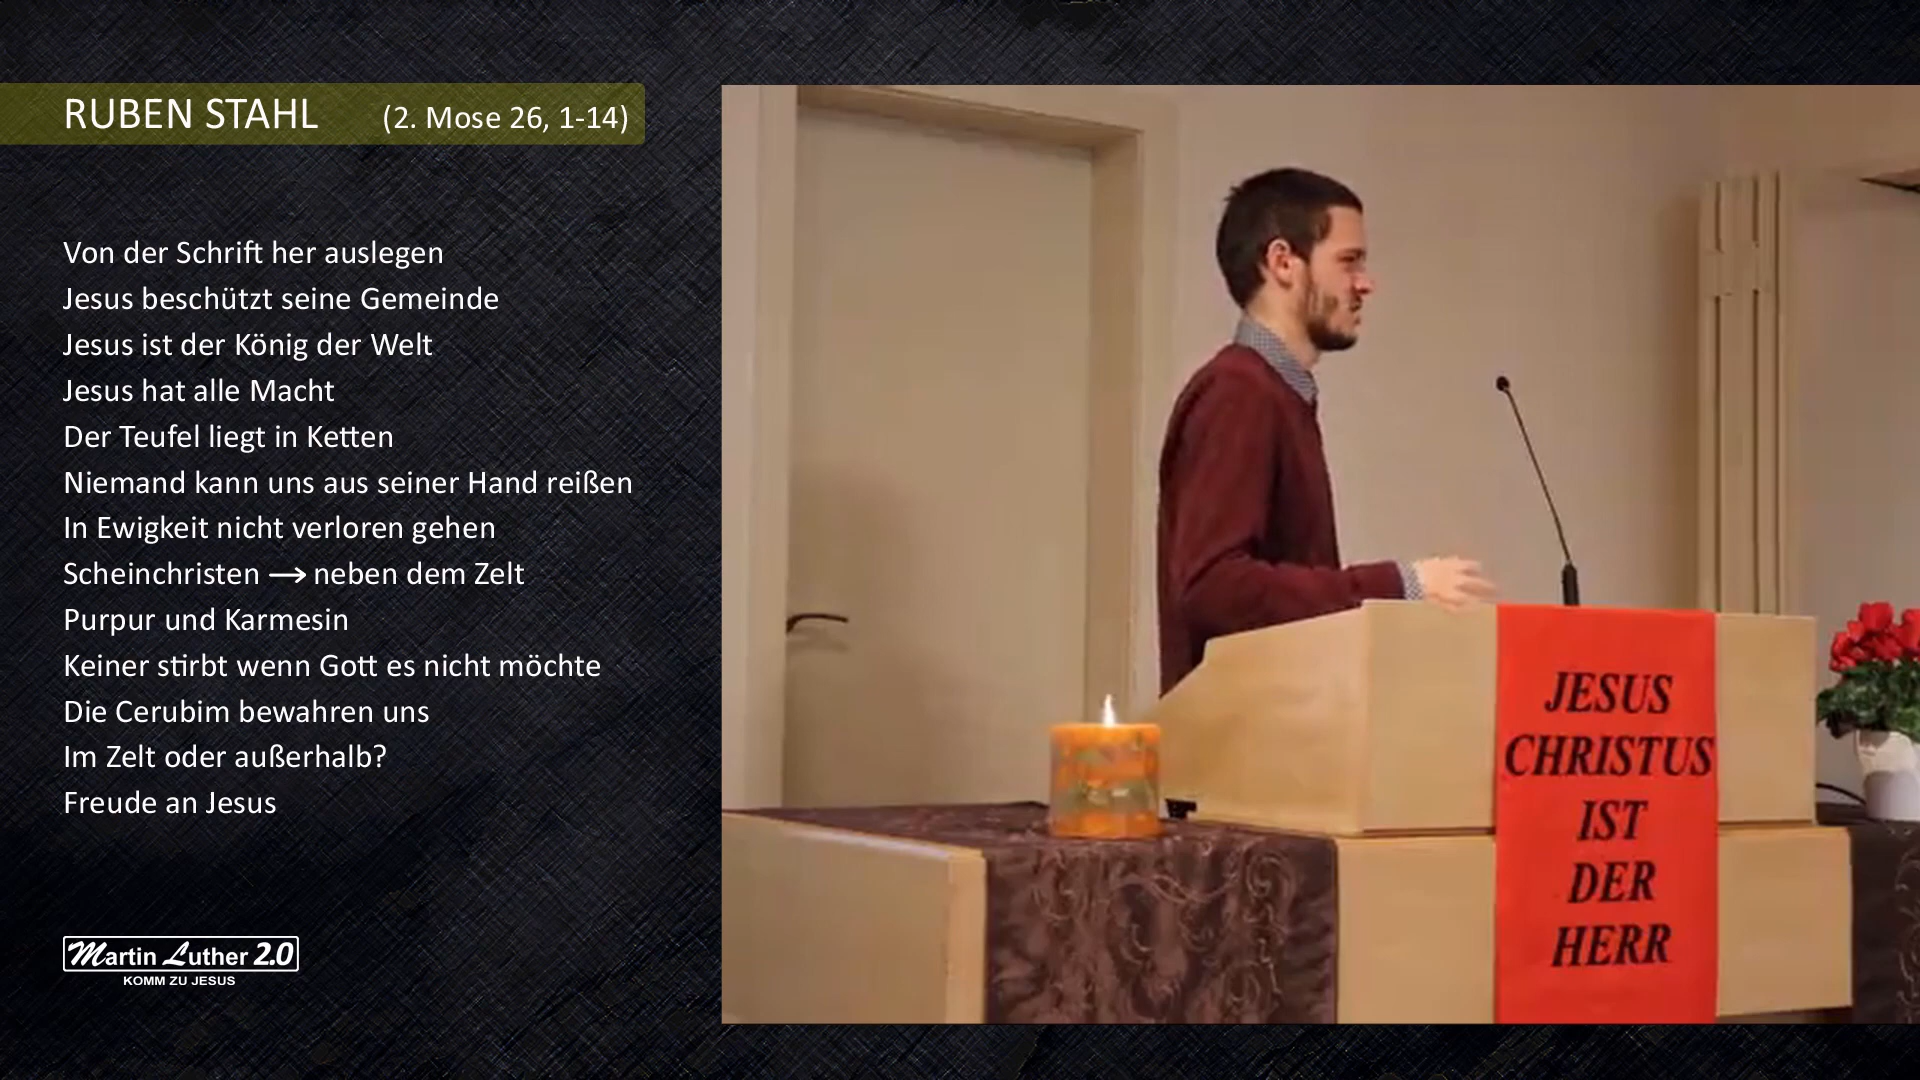 RUBEN STAHL (2. Mose 26, 1-14)
Von der Schrift her auslegen
Jesus beschützt seine Gemeinde
Jesus ist der König der Welt
Jesus hat alle Macht
Der Teufel liegt in Ketten
Niemand kann uns aus seiner Hand reißen
In Ewigkeit nicht verloren gehen
Scheinchristen → neben dem Zelt
Purpur und Karmesin
Keiner stirbt wenn Gott es nicht möchte
Die Cerubim bewahren uns
Im Zelt oder außerhalb?
Freude an Jesus
Martin Luther 2.0
KOMM ZU JESUS
JESUS
CHRISTUS
IST
DER
HERR